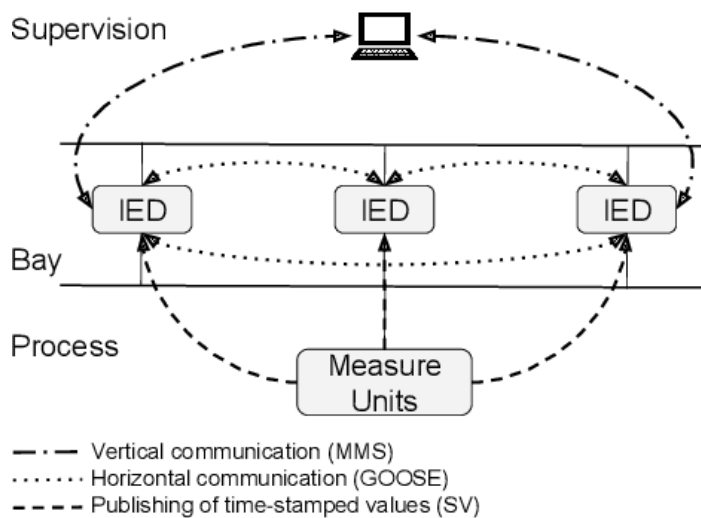 Supervision
IED
IED
IED
Bay
Process
Measure
Units
Vertical communication (MMS)
Horizontal communication (GOOSE)
Publishing of time-stamped values (SV)